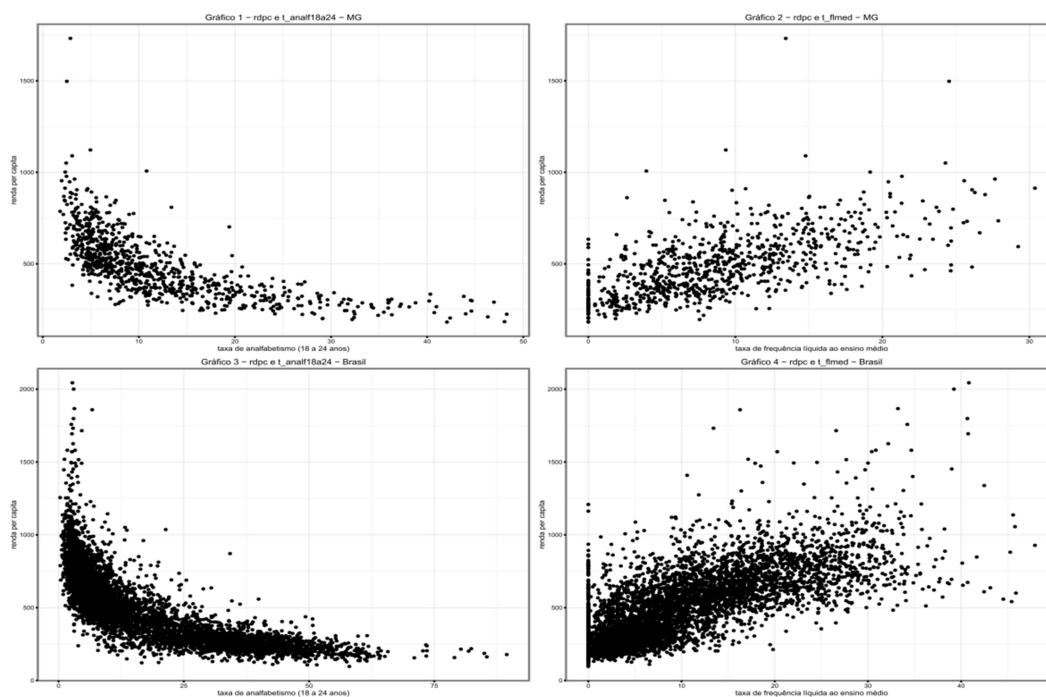 Gráfico 1 − rdpc e t_analf18a24 − MG
1500
1000
500
renda per capita
0 10 20 30 40 50
taxa de analfabetismo (18 a 24 anos)
Gráfico 2 − rdpc e t_flmed − MG
1500
1000
500
renda per capita
0 10 20 30
taxa de frequência líquida ao ensino médio
Gráfico 3 − rdpc e t_analf18a24 − Brasil
2000
1500
1000
500
0
renda per capita
0 25 50 75
taxa de analfabetismo (18 a 24 anos)
Gráfico 4 − rdpc e t_flmed − Brasil
2000
1500
1000
500
0
renda per capita
0 10 20 30 40
taxa de frequência líquida ao ensino médio